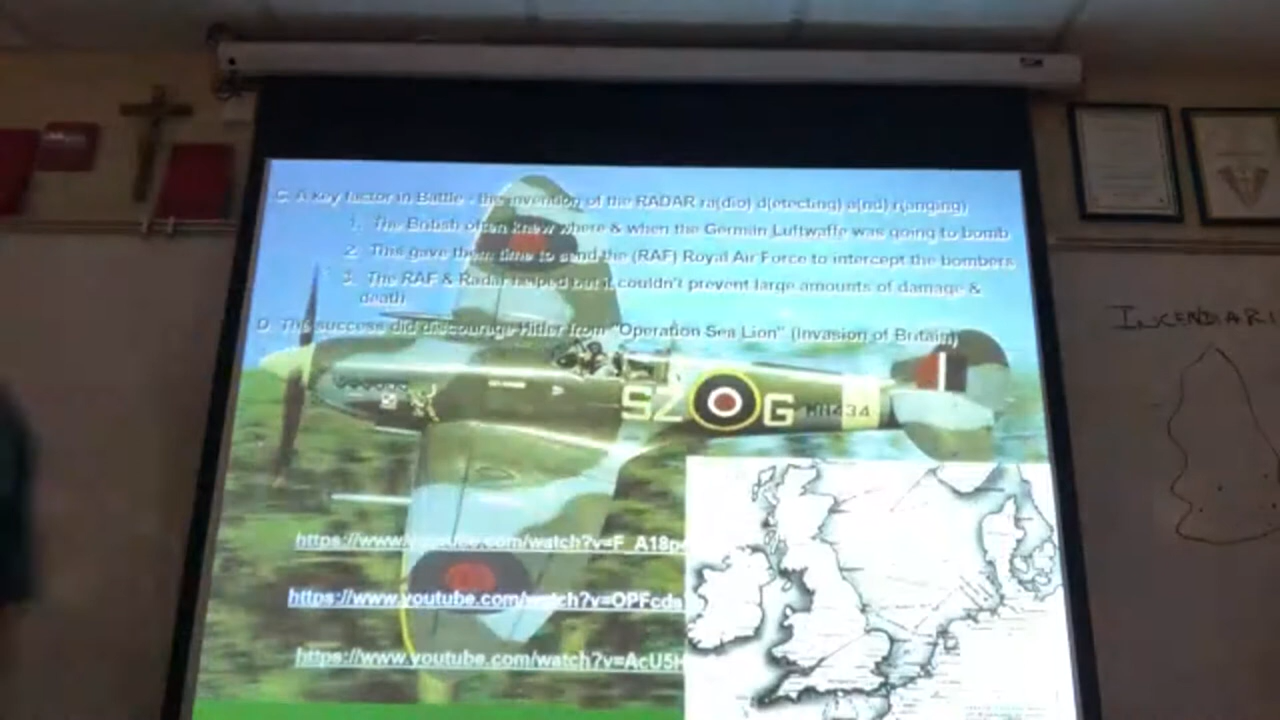 C. A key factor in Battle - the invention of the RADAR ra(dio) d(etecting) a(nd) r(anging)
1. The British often knew where & when the German Luftwaffe was going to bomb
2. This gave them time to send the (RAF) Royal Air Force to intercept the bombers
3. The RAF & Radar helped but it couldn't prevent large amounts of damage &
death
D. The success did discourage Hitler from "Operation Sea Lion" (Invasion of Britain)
INCENDIARI
SZ G MH434
https://www.youtube.com/watch?v=F_A18p
https://www.youtube.com/watch?v=OPFcds
https://www.youtube.com/watch?v=AcU5H